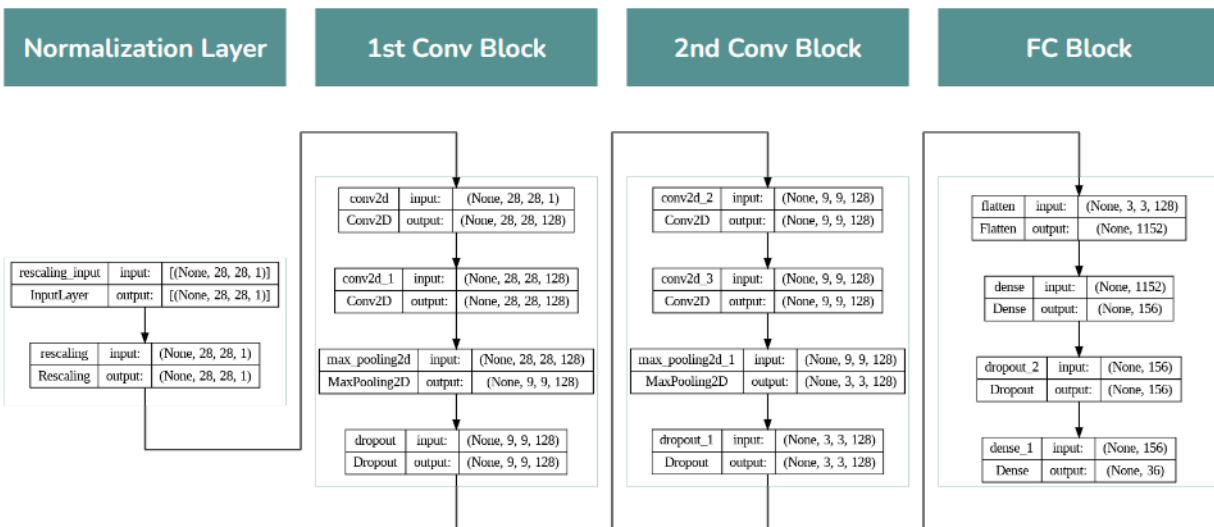 Normalization Layer
1st Conv Block
2nd Conv Block
FC Block
rescaling_input input: [(None, 28, 28, 1)]
InputLayer output: [(None, 28, 28, 1)]
rescaling input: (None, 28, 28, 1)
Rescaling output: (None, 28, 28, 1)
conv2d input: (None, 28, 28, 1)
Conv2D output: (None, 28, 28, 128)
conv2d_1 input: (None, 28, 28, 128)
Conv2D output: (None, 28, 28, 128)
max_pooling2d input: (None, 28, 28, 128)
MaxPooling2D output: (None, 9, 9, 128)
dropout input: (None, 9, 9, 128)
Dropout output: (None, 9, 9, 128)
conv2d_2 input: (None, 9, 9, 128)
Conv2D output: (None, 9, 9, 128)
conv2d_3 input: (None, 9, 9, 128)
Conv2D output: (None, 9, 9, 128)
max_pooling2d_1 input: (None, 9, 9, 128)
MaxPooling2D output: (None, 3, 3, 128)
dropout_1 input: (None, 3, 3, 128)
Dropout output: (None, 3, 3, 128)
flatten input: (None, 3, 3, 128)
Flatten output: (None, 1152)
dense input: (None, 1152)
Dense output: (None, 156)
dropout_2 input: (None, 156)
Dropout output: (None, 156)
dense_1 input: (None, 156)
Dense output: (None, 36)